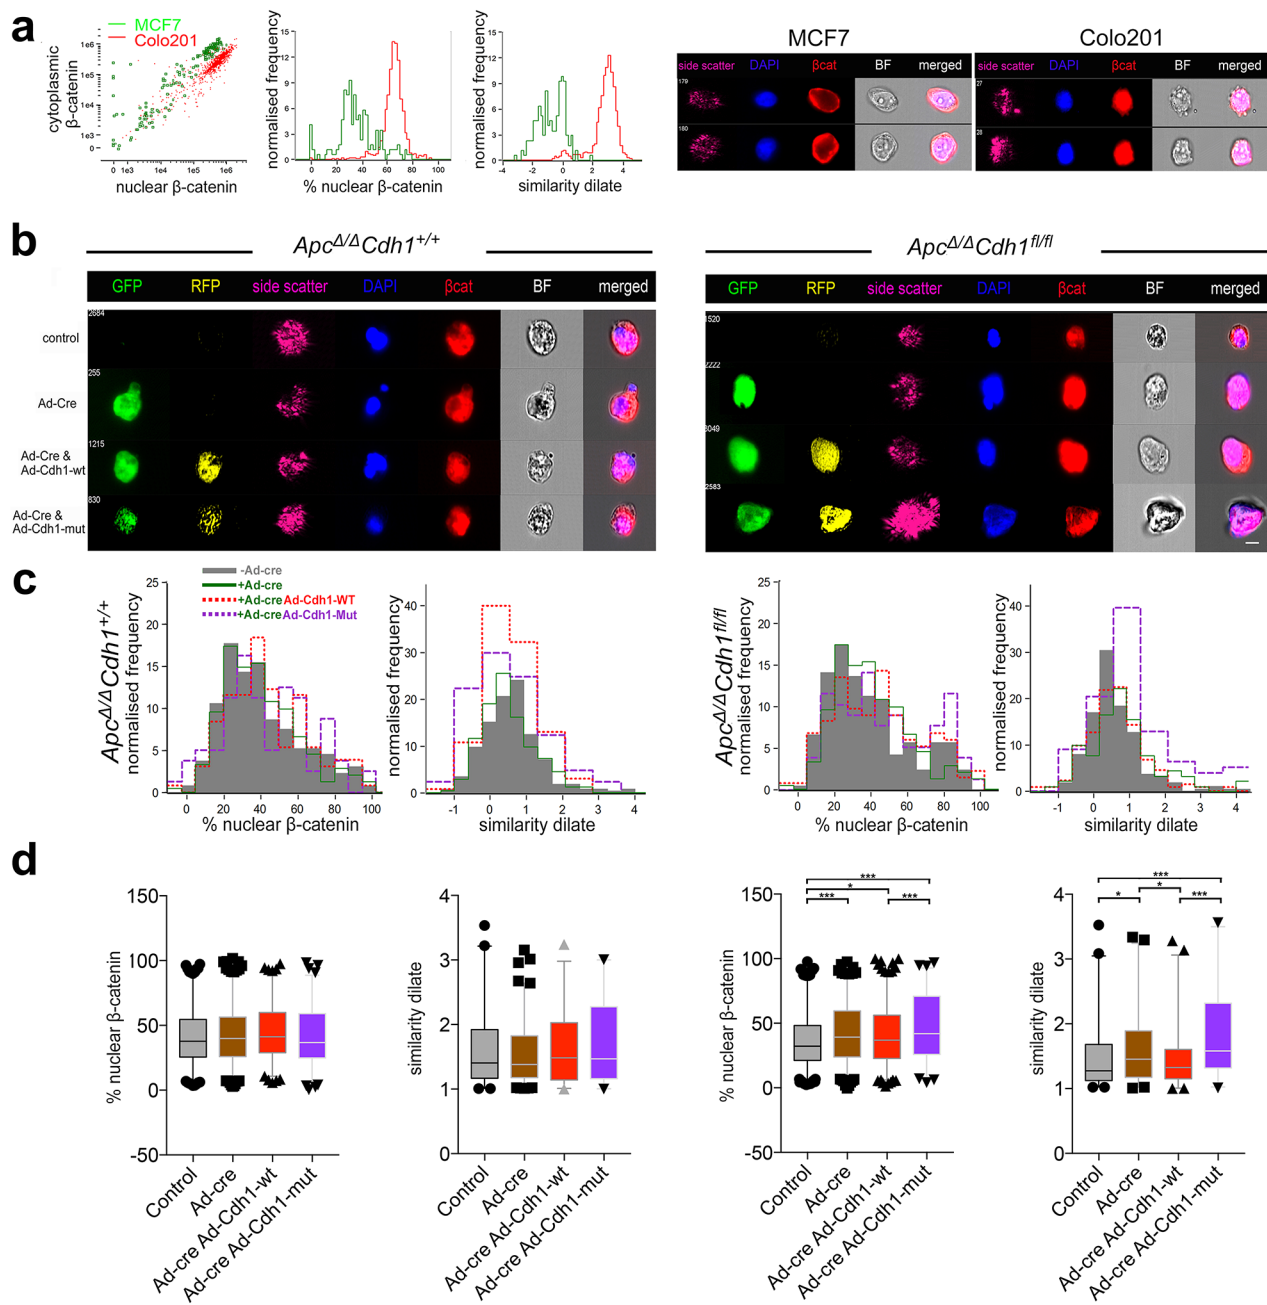 a
MCF7
Colo201
cytoplasmic
β-catenin
1e6
1e5
1e4
1e3
0
0 1e3 1e4 1e5 1e6
nuclear β-catenin
normalised frequency
15
12
9
6
3
0
0 20 40 60 80 100
% nuclear β-catenin
normalised frequency
15
12
9
6
3
0
-4 -2 0 2 4
similarity dilate
MCF7
side scatter DAPI βcat BF merged
179
180
Colo201
side scatter DAPI βcat BF merged
27
28
b
ApcΔ/ΔCdh1+/+
GFP RFP side scatter DAPI βcat BF merged
2684
control
255
Ad-Cre
1215
Ad-Cre &
Ad-Cdh1-wt
830
Ad-Cre &
Ad-Cdh1-mut
ApcΔ/ΔCdh1fl/fl
GFP RFP side scatter DAPI βcat BF merged
1520
2222
3049
2583
c
-Ad-cre
+Ad-cre
+Ad-cre Ad-Cdh1-WT
+Ad-cre Ad-Cdh1-Mut
ApcΔ/ΔCdh1+/+
normalised frequency
25
20
15
10
5
0
0 20 40 60 80 100
% nuclear β-catenin
normalised frequency
40
30
20
10
0
-1 0 1 2 3 4
similarity dilate
ApcΔ/ΔCdh1fl/fl
normalised frequency
25
20
15
10
5
0
0 20 40 60 80 100
% nuclear β-catenin
normalised frequency
40
30
20
10
0
-1 0 1 2 3 4
similarity dilate
d
% nuclear β-catenin
150
100
50
0
-50
Control
Ad-cre
Ad-cre Ad-Cdh1-wt
Ad-cre Ad-Cdh1-mut
similarity dilate
4
3
2
1
0
Control
Ad-cre
Ad-cre Ad-Cdh1-wt
Ad-cre Ad-Cdh1-mut
% nuclear β-catenin
150
100
50
0
-50
***
*
*** ***
Control
Ad-cre
Ad-cre Ad-Cdh1-wt
Ad-cre Ad-Cdh1-mut
similarity dilate
4
3
2
1
0
***
*
* ***
Control
Ad-cre
Ad-cre Ad-Cdh1-wt
Ad-cre Ad-Cdh1-mut